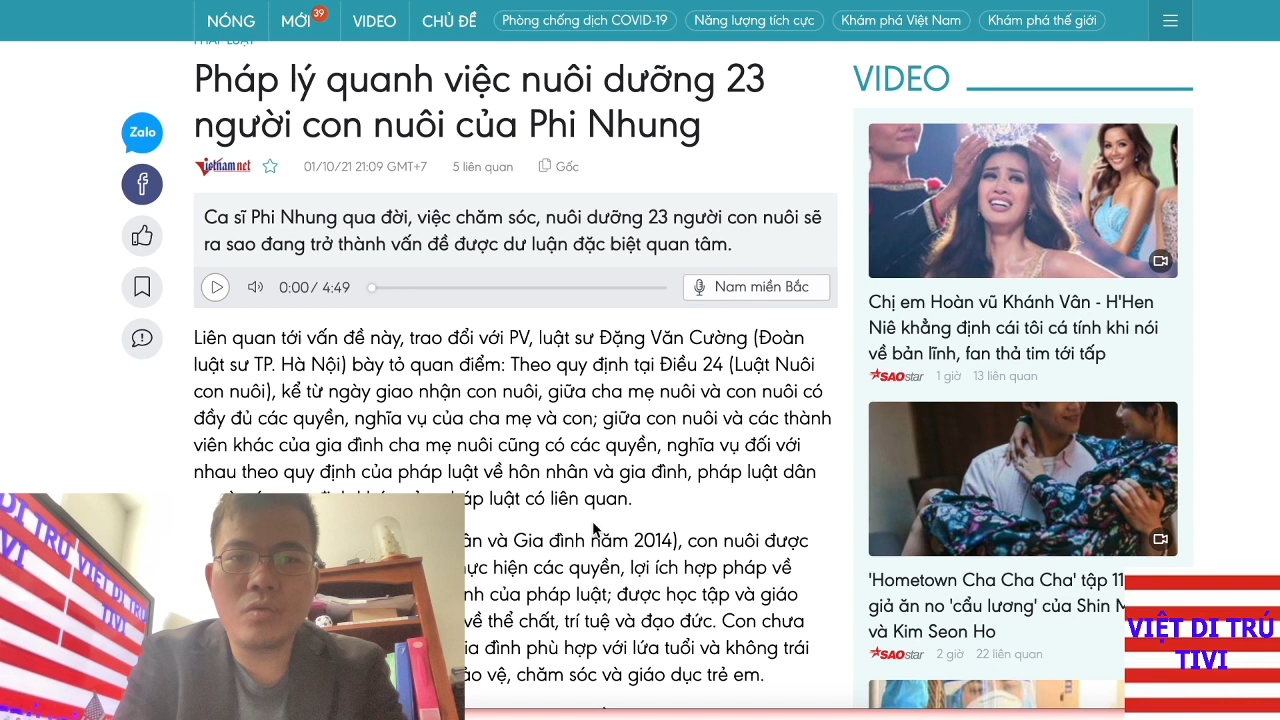 NÓNG
MỚI
39
VIDEO
CHỦ ĐỀ
Phòng chống dịch COVID-19
Năng lượng tích cực
Khám phá Việt Nam
Khám phá thế giới
PHÁP LUẬT
Pháp lý quanh việc nuôi dưỡng 23
người con nuôi của Phi Nhung
Zalo
Vietnamnet
01/10/21 21:09 GMT+7
5 liên quan
Gốc
Ca sĩ Phi Nhung qua đời, việc chăm sóc, nuôi dưỡng 23 người con nuôi sẽ
ra sao đang trở thành vấn đề được dư luận đặc biệt quan tâm.
0:00 / 4:49
Nam miền Bắc
Liên quan tới vấn đề này, trao đổi với PV, luật sư Đặng Văn Cường (Đoàn
luật sư TP. Hà Nội) bày tỏ quan điểm: Theo quy định tại Điều 24 (Luật Nuôi
con nuôi), kể từ ngày giao nhận con nuôi, giữa cha mẹ nuôi và con nuôi có
đầy đủ các quyền, nghĩa vụ của cha mẹ và con; giữa con nuôi và các thành
viên khác của gia đình cha mẹ nuôi cũng có các quyền, nghĩa vụ đối với
nhau theo quy định của pháp luật về hôn nhân và gia đình, pháp luật dân
pháp luật có liên quan.
ân và Gia đình năm 2014), con nuôi được
hực hiện các quyền, lợi ích hợp pháp về
nh của pháp luật; được học tập và giáo
về thể chất, trí tuệ và đạo đức. Con chưa
gia đình phù hợp với lứa tuổi và không trái
ảo vệ, chăm sóc và giáo dục trẻ em.
VIDEO
Chị em Hoàn vũ Khánh Vân - H'Hen
Niê khẳng định cái tôi cá tính khi nói
về bản lĩnh, fan thả tim tới tấp
SAOstar
1 giờ
13 liên quan
'Hometown Cha Cha Cha' tập 11
giả ăn no 'cẩu lương' của Shin M
và Kim Seon Ho
SAOstar
2 giờ
22 liên quan
VIỆT DI TRÚ
TIVI
DI TRÚ
VIỆT DI TRÚ
TIVI
TIVI